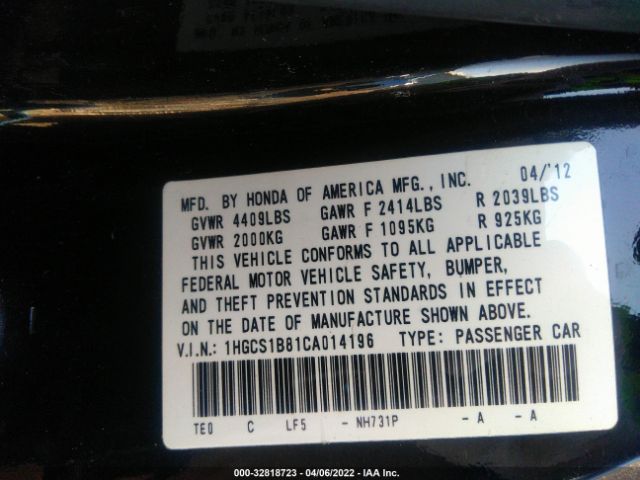 MFD. BY HONDA OF AMERICA MFG., INC. 04/'12
GVWR 4409LBS GAWR F 2414LBS R 2039LBS
GVWR 2000KG GAWR F 1095KG R 925KG
THIS VEHICLE CONFORMS TO ALL APPLICABLE
FEDERAL MOTOR VEHICLE SAFETY, BUMPER,
AND THEFT PREVENTION STANDARDS IN EFFECT
ON THE DATE OF MANUFACTURE SHOWN ABOVE.
V.I.N.: 1HGCS1B81CA014196 TYPE: PASSENGER CAR
TE0 C LF5 - NH731P - A - A
000-32818723 - 04/06/2022 - IAA Inc.